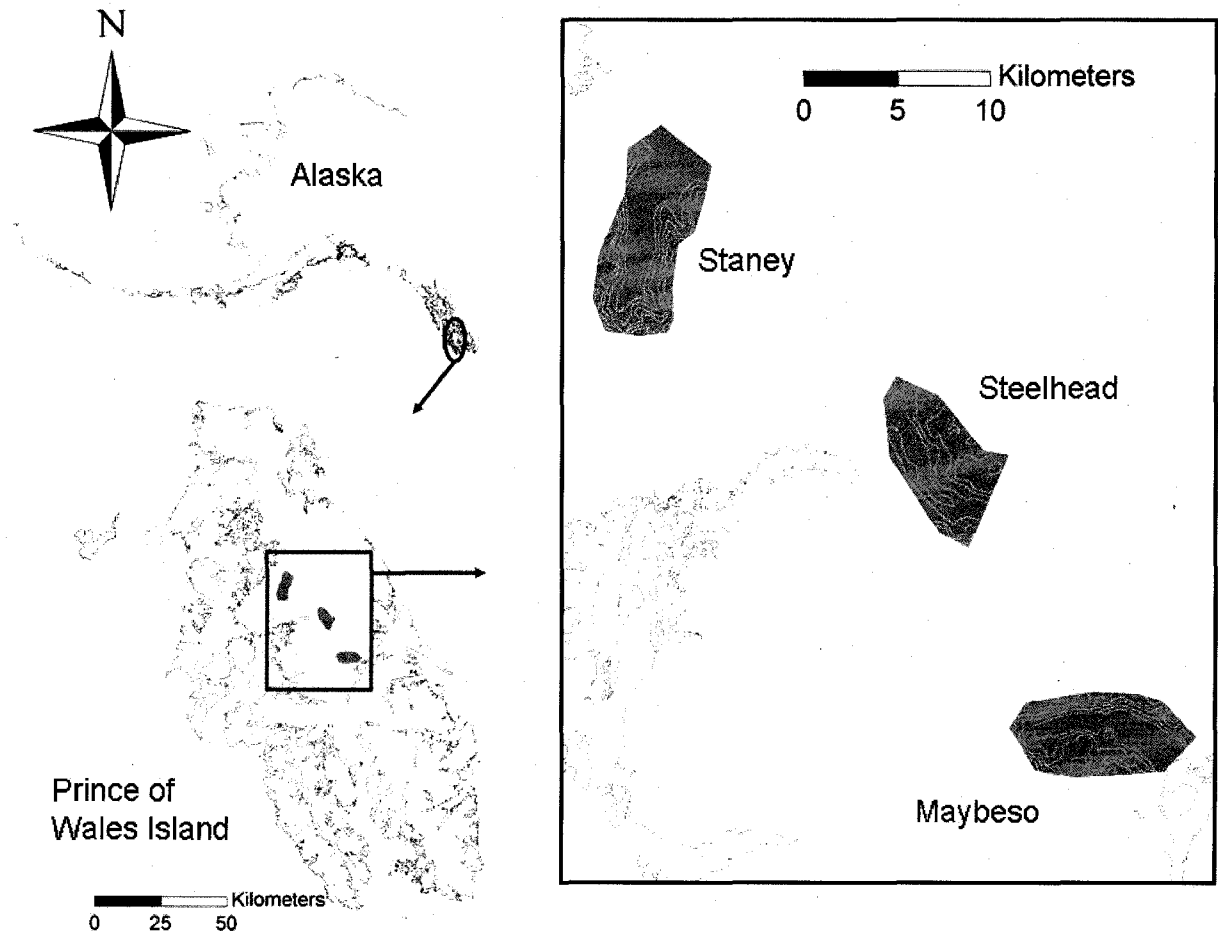 N
Alaska
Prince of
Wales Island
Kilometers
0 25 50
Kilometers
0 5 10
Staney
Steelhead
Maybeso